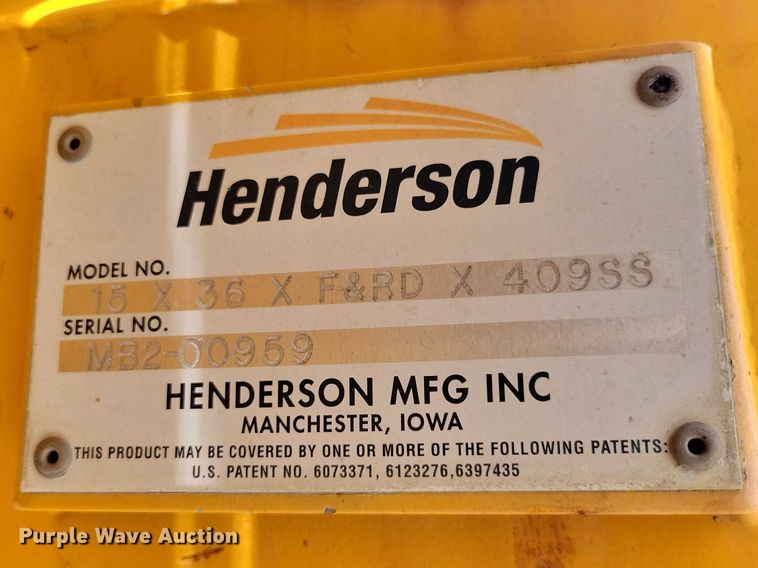 Henderson
MODEL NO.
15 X 36 X F&RD X 409SS
SERIAL NO.
MB2-00959
HENDERSON MFG INC
MANCHESTER, IOWA
THIS PRODUCT MAY BE COVERED BY ONE OR MORE OF THE FOLLOWING PATENTS:
U.S. PATENT NO. 6073371, 6123276,6397435
Purple Wave Auction